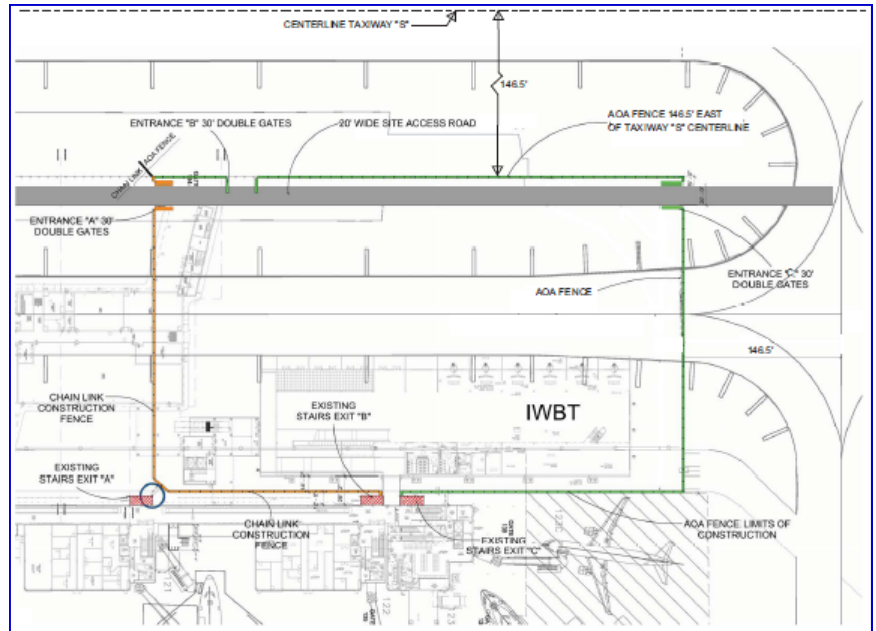 CENTERLINE TAXIWAY "S"
146.5'
ENTRANCE "B" 30' DOUBLE GATES
20' WIDE SITE ACCESS ROAD
AOA FENCE 146.5' EAST
OF TAXIWAY "S" CENTERLINE
CHAIN LINK AOA FENCE
ENTRANCE "A" 30'
DOUBLE GATES
ENTRANCE "C" 30'
DOUBLE GATES
AOA FENCE
146.5'
CHAIN LINK
CONSTRUCTION
FENCE
EXISTING
STAIRS EXIT "B"
IWBT
EXISTING
STAIRS EXIT "A"
CHAIN LINK
CONSTRUCTION
FENCE
EXISTING
STAIRS EXIT "C"
AOA FENCE LIMITS OF
CONSTRUCTION
121
122